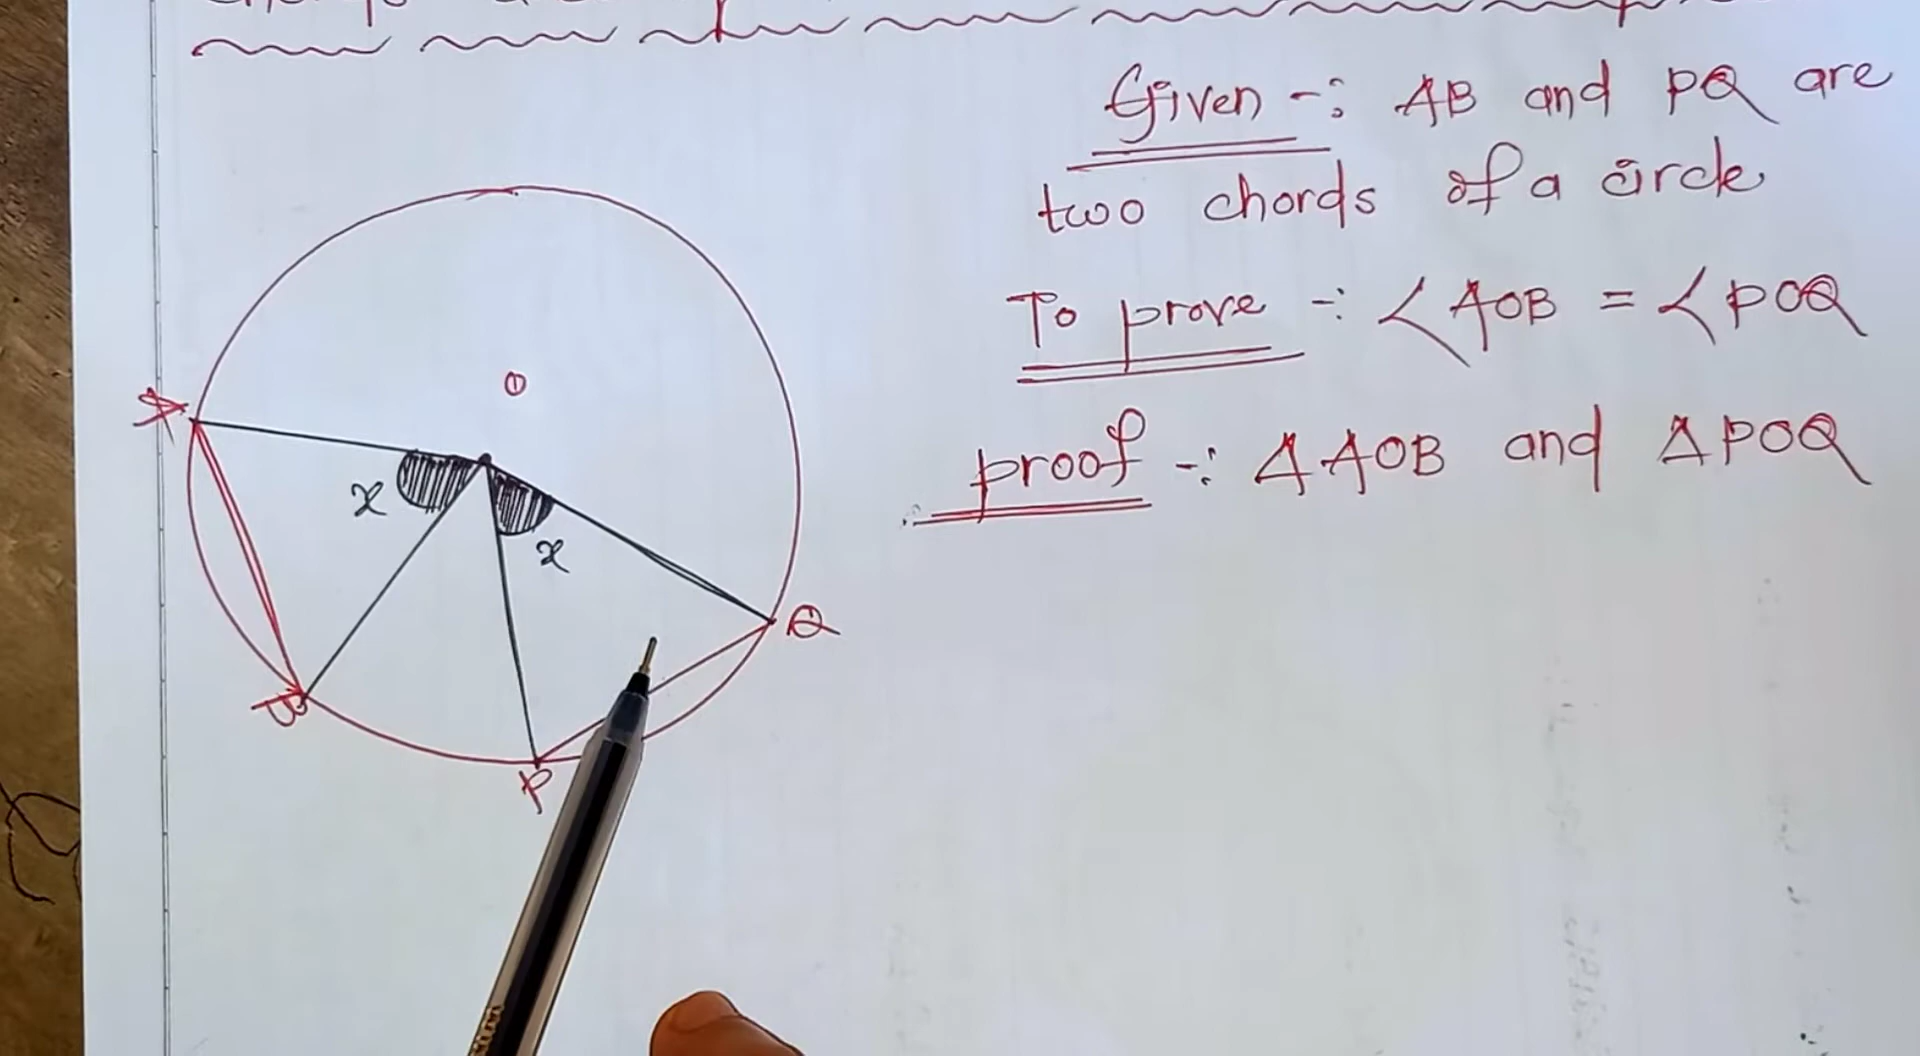 Given -: AB and PQ are
two chords of a circle
To prove -: <AOB = <POQ
proof -: ΔAOB and ΔPOQ
O
A
x
x
Q
B
P